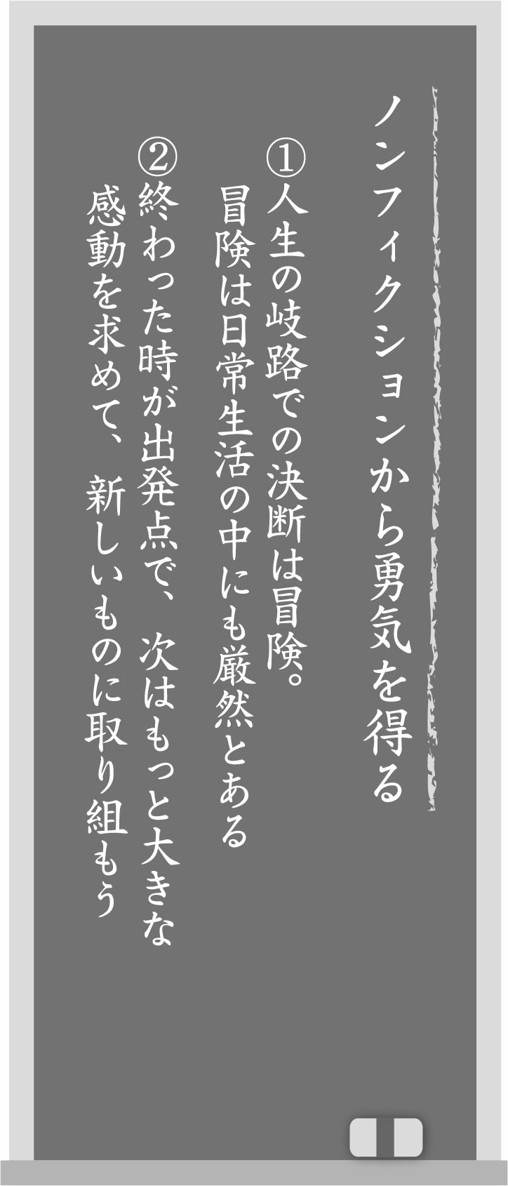 ノンフィクションから勇気を得る
①人生の岐路での決断は冒険。
冒険は日常生活の中にも厳然とある
②終わった時が出発点で、次はもっと大きな
感動を求めて、新しいものに取り組もう